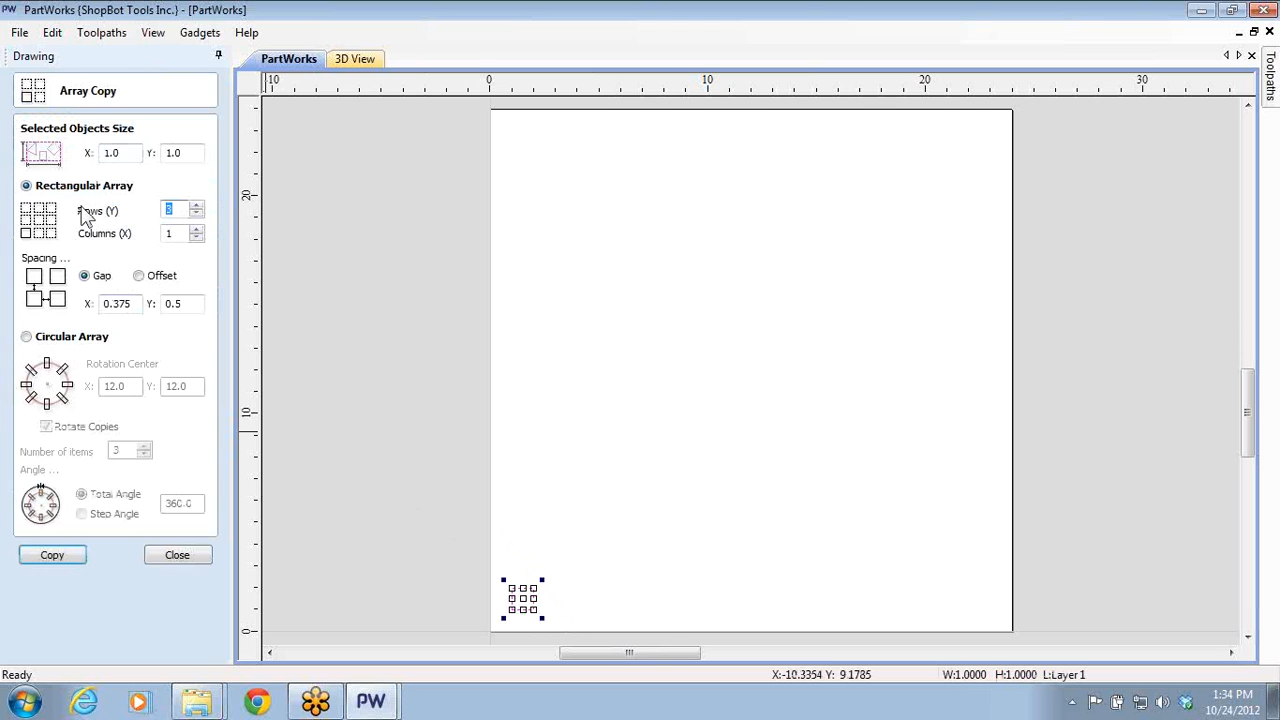 PartWorks {ShopBot Tools Inc.} - [PartWorks]
File Edit Toolpaths View Gadgets Help
Drawing
PartWorks 3D View
Toolpaths
Array Copy
10 0 10 20 30
Selected Objects Size
X: 1.0 Y: 1.0
Rectangular Array
Rows (Y) 3
Columns (X) 1
20
Spacing ...
Gap Offset
X: 0.375 Y: 0.5
Circular Array
Rotation Center
X: 12.0 Y: 12.0
10
Rotate Copies
Number of items 3
Angle ...
Total Angle 360.0
Step Angle
Copy Close
0
Ready
X:-10.3354 Y: 9.1785 W:1.0000 H:1.0000 L:Layer 1
PW
1:34 PM
10/24/2012